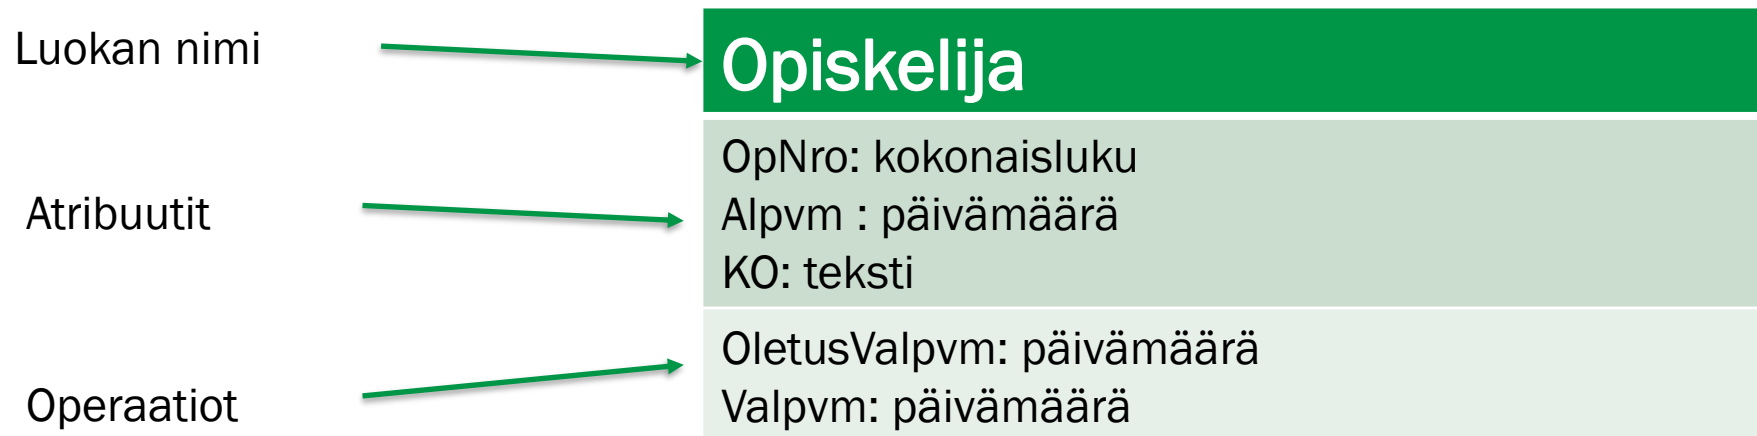 Luokan nimi
Opiskelija
Atribuutit
OpNro: kokonaisluku
Alpvm : päivämäärä
KO: teksti
Operaatiot
OletusValpvm: päivämäärä
Valpvm: päivämäärä